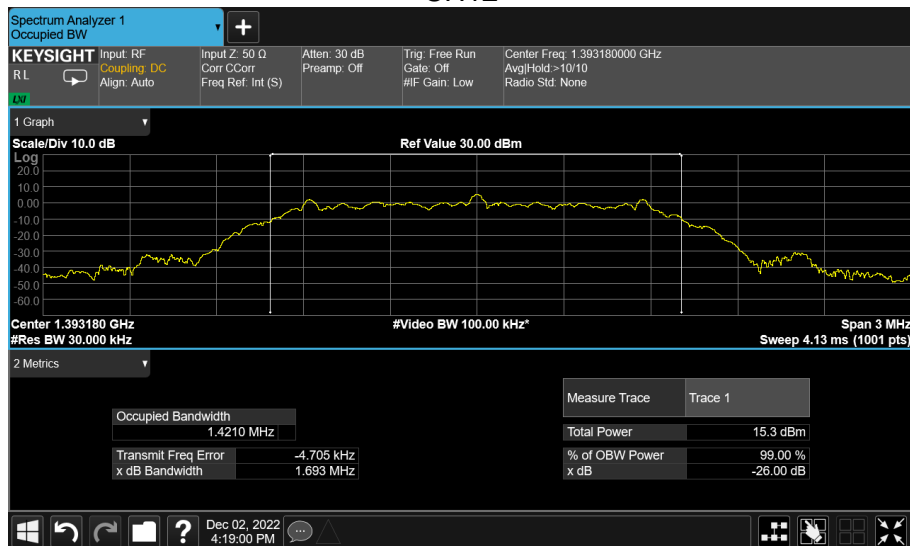 Spectrum Analyzer 1
Occupied BW
KEYSIGHT Input: RF Input Z: 50 Ω Atten: 30 dB Trig: Free Run Center Freq: 1.393180000 GHz
RL Coupling: DC Corr CCorr Preamp: Off Gate: Off Avg|Hold:>10/10
Align: Auto Freq Ref: Int (S) #IF Gain: Low Radio Std: None
LXI
1 Graph
Scale/Div 10.0 dB Ref Value 30.00 dBm
Log
20.0
10.0
0.00
-10.0
-20.0
-30.0
-40.0
-50.0
-60.0
Center 1.393180 GHz #Video BW 100.00 kHz* Span 3 MHz
#Res BW 30.000 kHz Sweep 4.13 ms (1001 pts)
2 Metrics
Measure Trace Trace 1
Occupied Bandwidth
1.4210 MHz Total Power 15.3 dBm
Transmit Freq Error -4.705 kHz % of OBW Power 99.00 %
x dB Bandwidth 1.693 MHz x dB -26.00 dB
Dec 02, 2022
4:19:00 PM